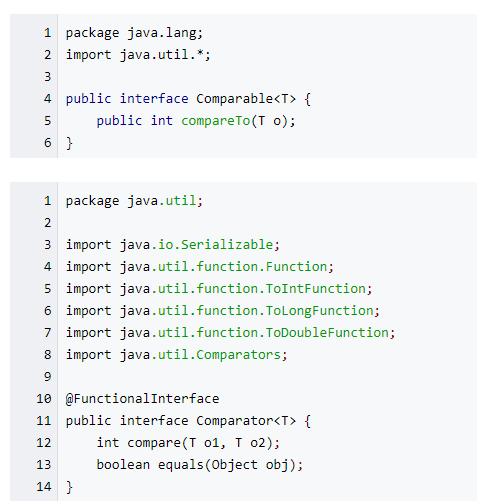 1 package java.lang;
2 import java.util.*;
3
4 public interface Comparable<T> {
5     public int compareTo(T o);
6 }
1 package java.util;
2
3 import java.io.Serializable;
4 import java.util.function.Function;
5 import java.util.function.ToIntFunction;
6 import java.util.function.ToLongFunction;
7 import java.util.function.ToDoubleFunction;
8 import java.util.Comparators;
9
10 @FunctionalInterface
11 public interface Comparator<T> {
12     int compare(T o1, T o2);
13     boolean equals(Object obj);
14 }